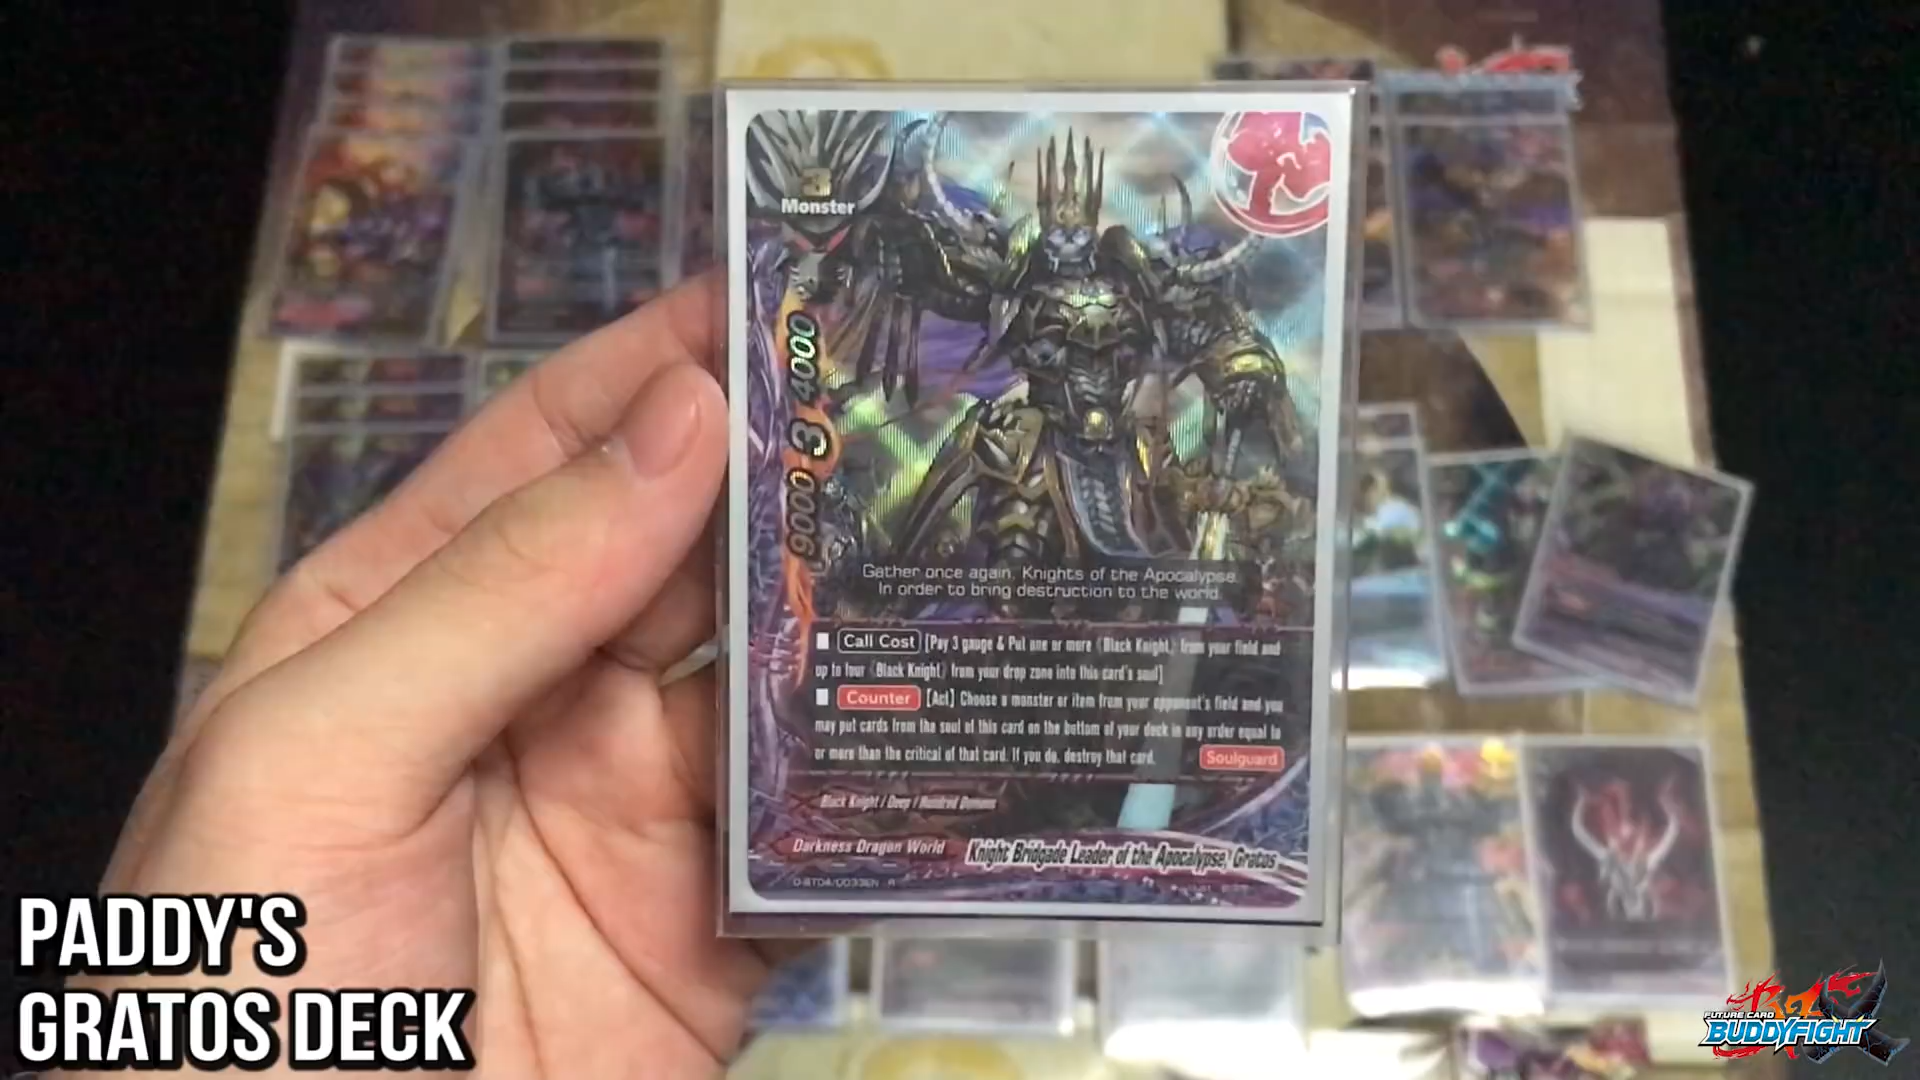 3
Monster
9000 3 4000
Gather once again, Knights of the Apocalypse.
In order to bring destruction to the world.
Call Cost [Pay 3 gauge & Put one or more 《Black Knight》 from your field and
up to four 《Black Knight》 from your drop zone into this card's soul]
Counter [Act] Choose a monster or item from your opponent's field and you
may put cards from the soul of this card on the bottom of your deck in any order equal to
or more than the critical of that card. If you do, destroy that card. Soulguard
Black Knight / Deep / Hundred Demons
Darkness Dragon World Knight Bridgade Leader of the Apocalypse, Gratos
D-BT04/0033EN R
PADDY'S
GRATOS DECK
FUTURE CARD
BUDDYFIGHT